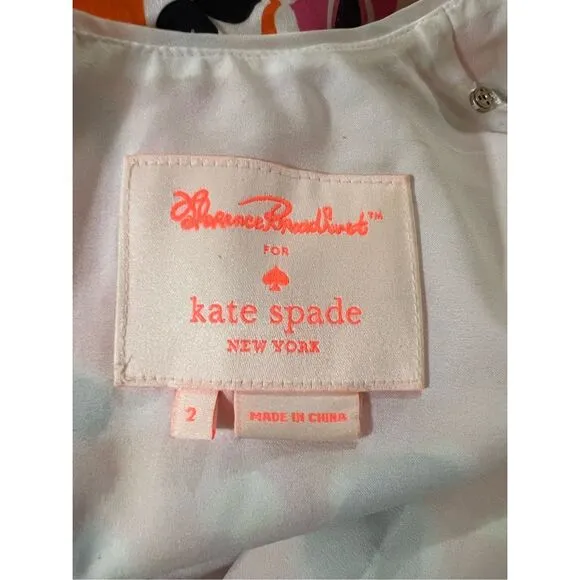 Florence Broadhurst™
FOR
kate spade
NEW YORK
2
MADE IN CHINA